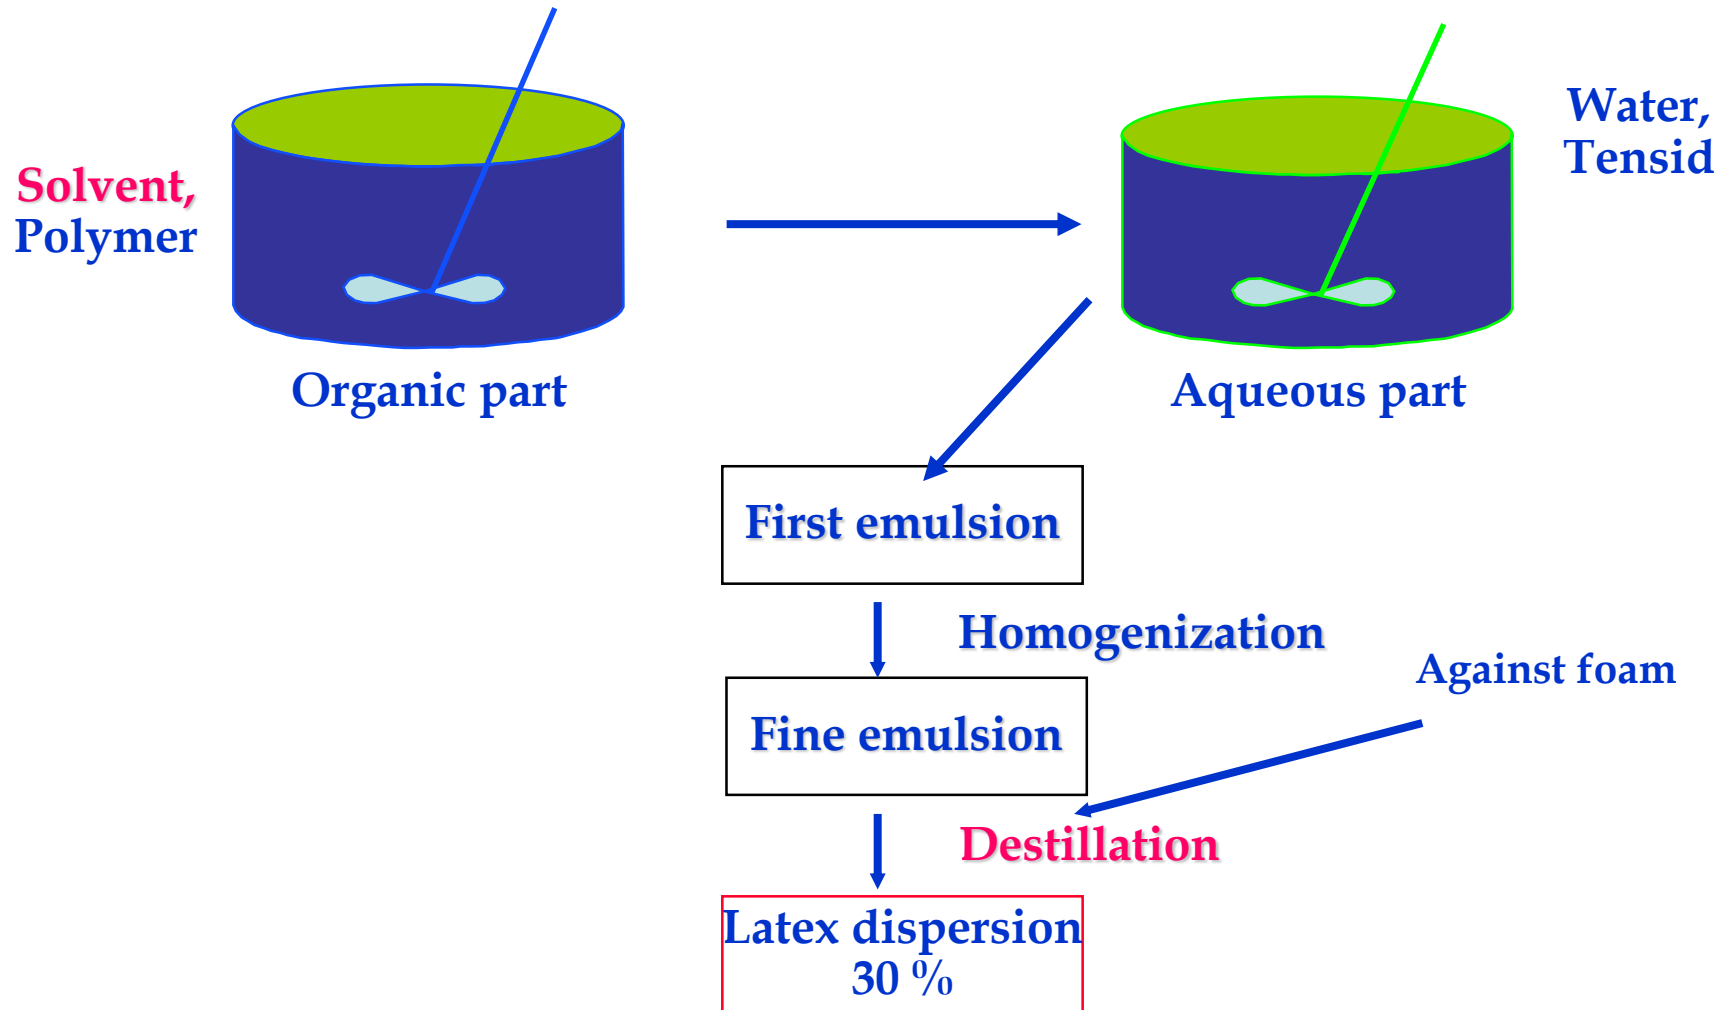 Water,
Tensid
Solvent,
Polymer
Organic part
Aqueous part
First emulsion
Homogenization
Against foam
Fine emulsion
Destillation
Latex dispersion
30 %